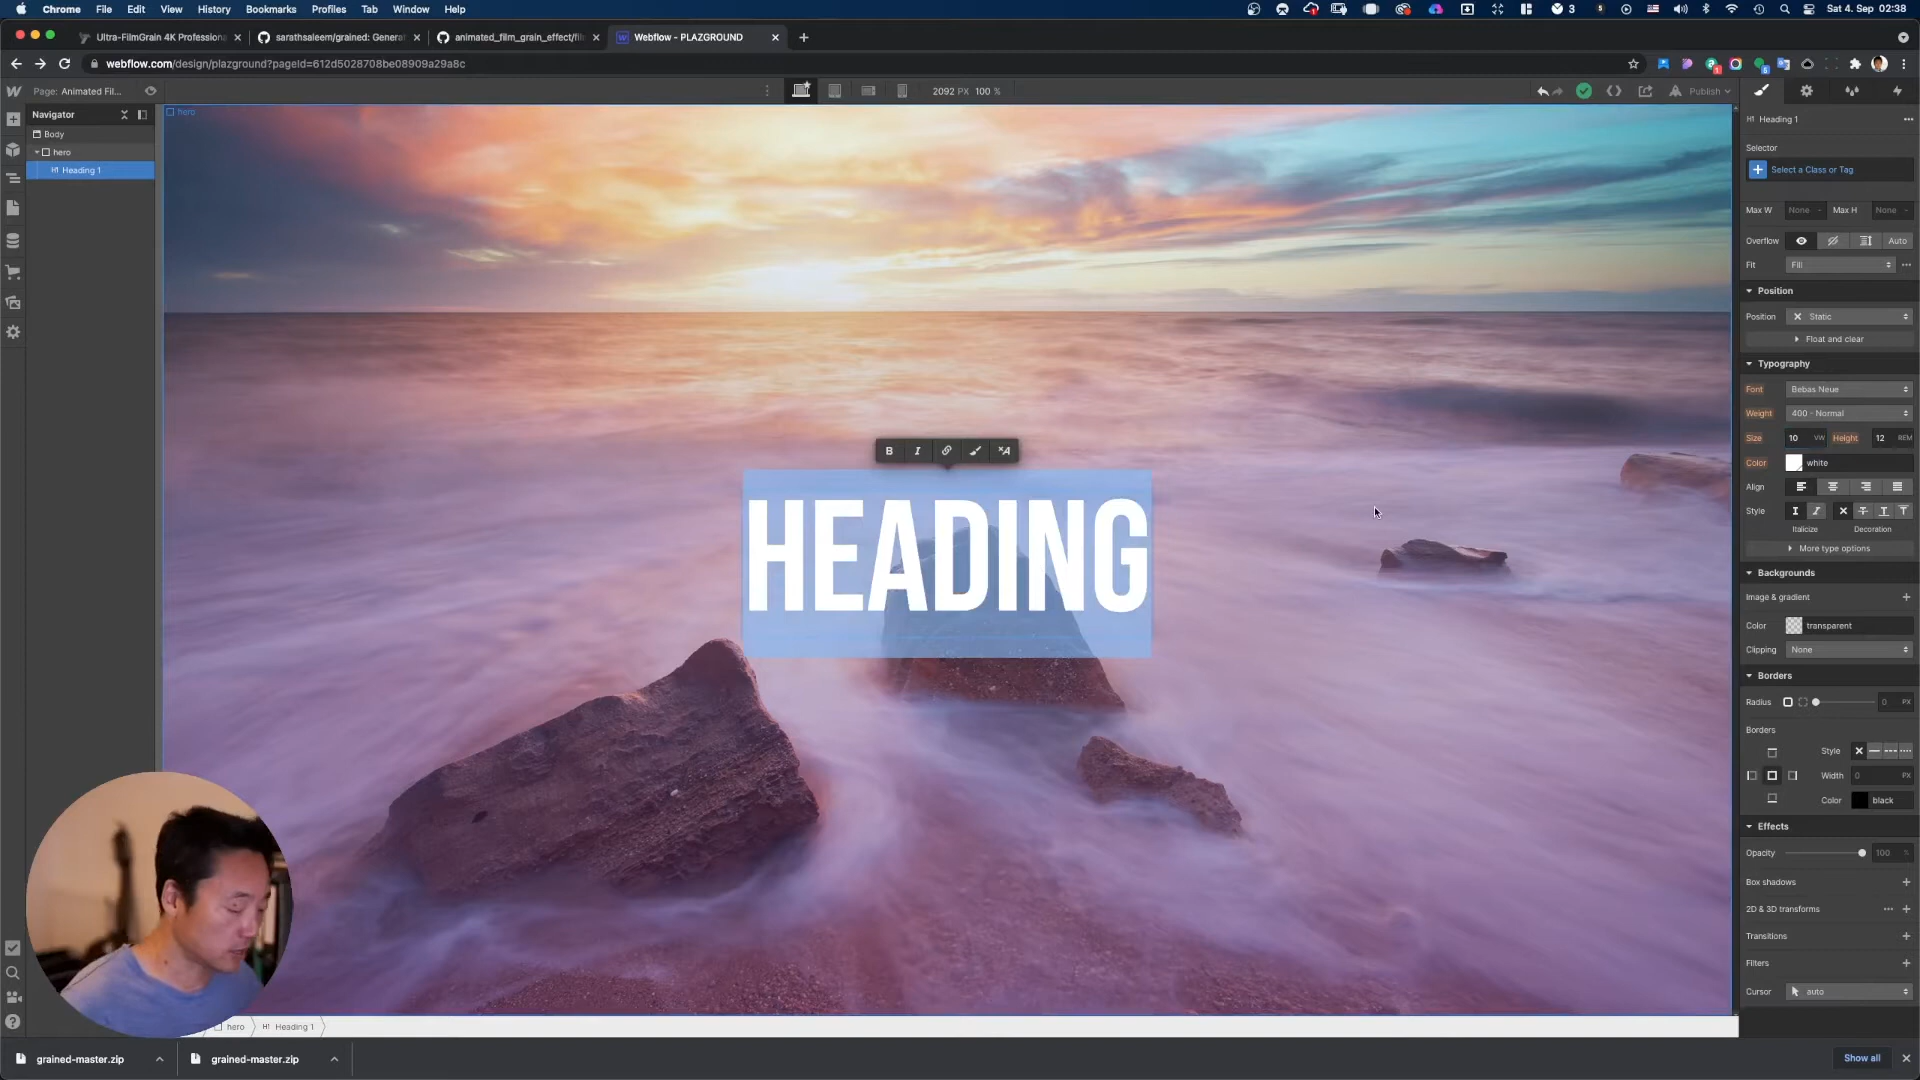 Chrome File Edit View History Bookmarks Profiles Tab Window Help
3
Sat 4. Sep 02:38
Ultra-FilmGrain 4K Professiona
sarathsaleem/grained: Genera
animated_film_grain_effect/fil
Webflow - PLAZGROUND
webflow.com/design/plazground?pageId=612d5028708be08909a29a8c
Page: Animated Fil...
2092 PX 100 %
Publish
Navigator
Body
hero
H1 Heading 1
hero
HEADING
B I
H1 Heading 1
Selector
Select a Class or Tag
Max W None - Max H None -
Overflow Auto
Fit Fill
Position
Position Static
Float and clear
Typography
Font Bebas Neue
Weight 400 - Normal
Size 10 VW Height 12 REM
Color white
Align
Style
Italicize Decoration
More type options
Backgrounds
Image & gradient
Color transparent
Clipping None
Borders
Radius 0 PX
Borders
Style
Width 0 PX
Color black
Effects
Opacity 100 %
Box shadows
2D & 3D transforms
Transitions
Filters
Cursor auto
hero H1 Heading 1
grained-master.zip
grained-master.zip
Show all